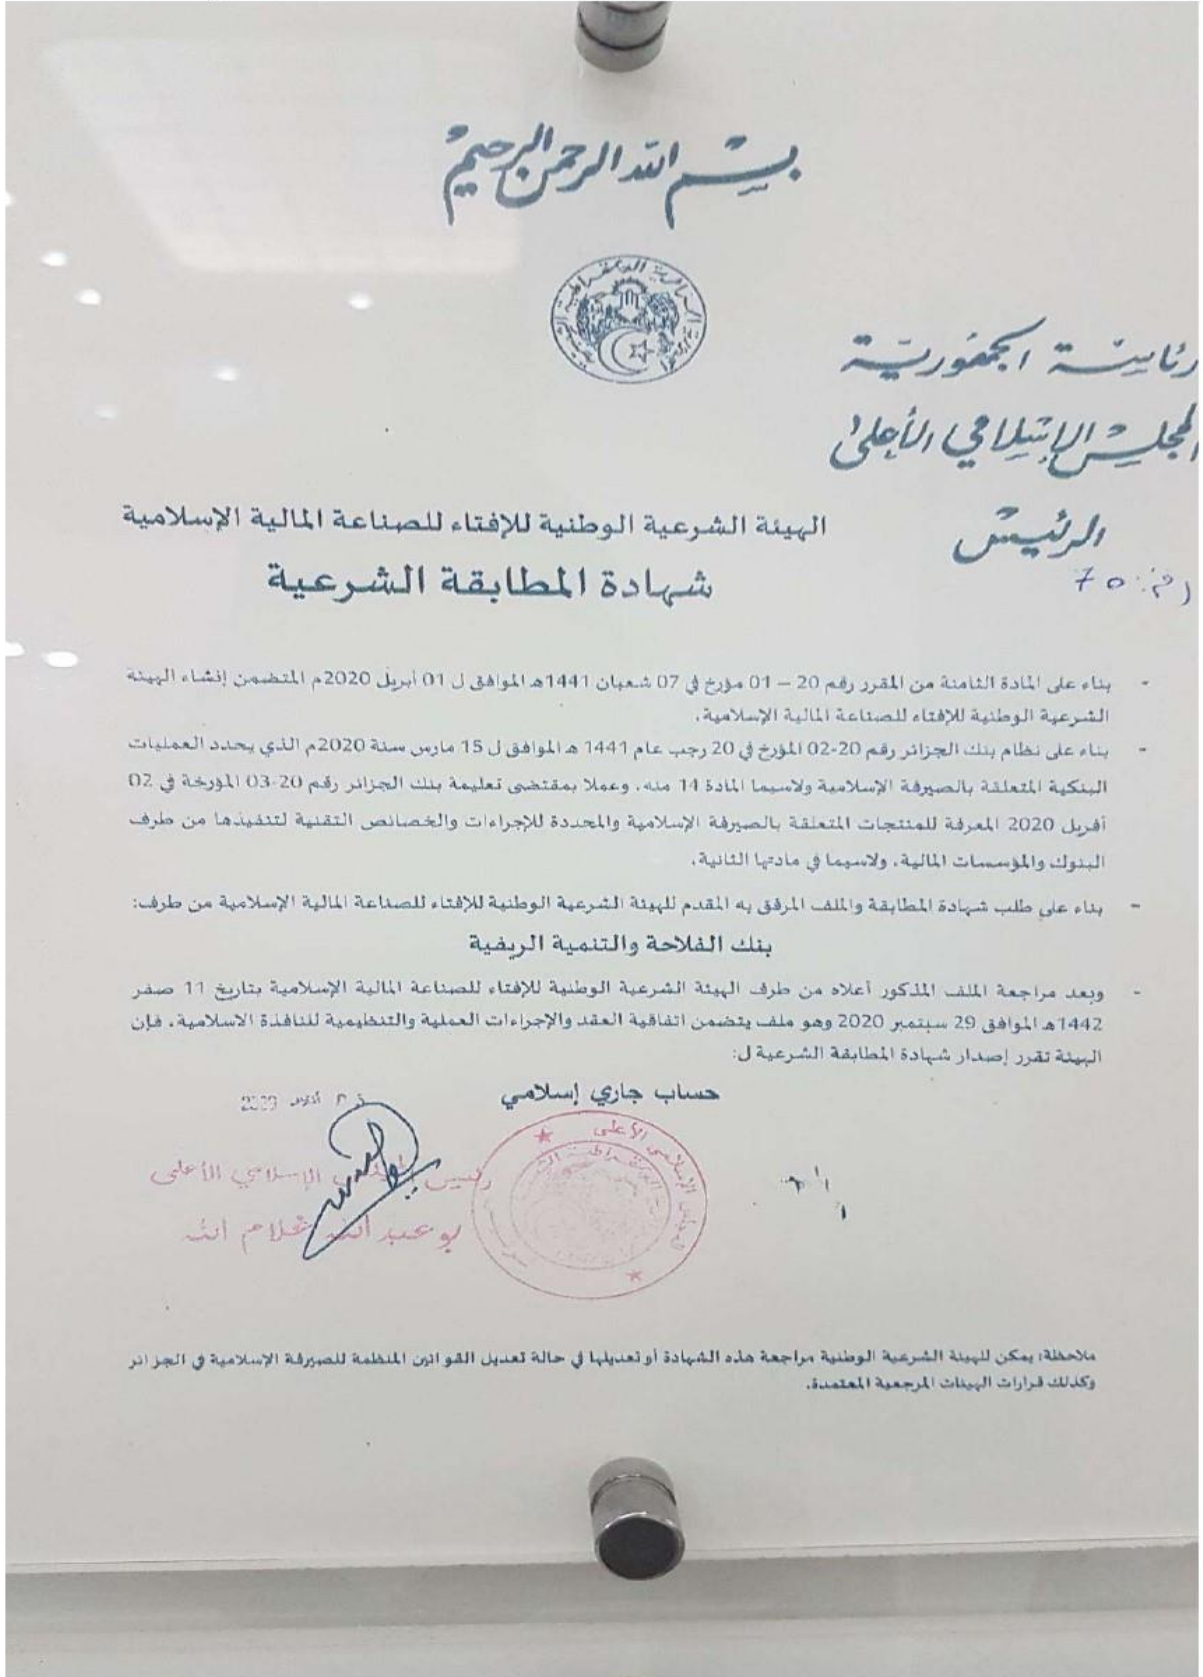 بسم الله الرحمن الرحيم
رئاسة الجمهورية
المجلس الإسلامي الأعلى
الرئيس
الهيئة الشرعية الوطنية للإفتاء للصناعة المالية الإسلامية
شهادة المطابقة الشرعية
- بناء على المادة الثامنة من المقرر رقم 20 – 01 مؤرخ في 07 شعبان 1441هـ الموافق ل 01 أبريل 2020م المتضمن إنشاء الهيئة
الشرعية الوطنية للإفتاء للصناعة المالية الإسلامية.
- بناء على نظام بنك الجزائر رقم 20-02 المؤرخ في 20 رجب عام 1441 هـ الموافق ل 15 مارس سنة 2020م الذي يحدد العمليات
البنكية المتعلقة بالصيرفة الإسلامية ولاسيما المادة 14 منه، وعملا بمقتضى تعليمة بنك الجزائر رقم 20-03 المؤرخة في 02
أفريل 2020 المعرفة للمنتجات المتعلقة بالصيرفة الإسلامية والمحددة للإجراءات والخصائص التقنية لتنفيذها من طرف
البنوك والمؤسسات المالية، ولاسيما في مادتها الثانية.
- بناء على طلب شهادة المطابقة والملف المرفق به المقدم للهيئة الشرعية الوطنية للإفتاء للصناعة المالية الإسلامية من طرف:
بنك الفلاحة والتنمية الريفية
- وبعد مراجعة الملف المذكور أعلاه من طرف الهيئة الشرعية الوطنية للإفتاء للصناعة المالية الإسلامية بتاريخ 11 صفر
1442هـ الموافق 29 سبتمبر 2020 وهو ملف يتضمن اتفاقية العقد والإجراءات العملية والتنظيمية للنافذة الاسلامية، فإن
الهيئة تقرر إصدار شهادة المطابقة الشرعية ل:
حساب جاري إسلامي
رئيس المجلس الإسلامي الأعلى
بوعبد الله غلام الله
ملاحظة: يمكن للهيئة الشرعية الوطنية مراجعة هذه الشهادة أو تعديلها في حالة تعديل القوانين المنظمة للصيرفة الإسلامية في الجزائر
وكذلك قرارات الهيئات المرجعية المعتمدة.